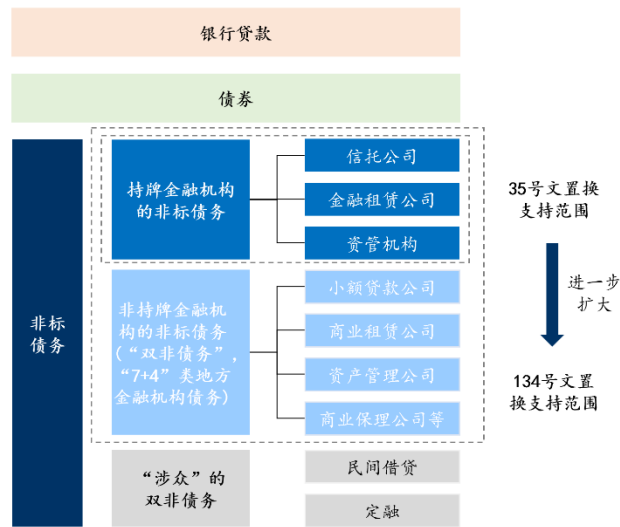 银行贷款
债券
非标
债务
持牌金融机构
的非标债务
信托公司
金融租赁公司
资管机构
非持牌金融机
构的非标债务
(“双非债务”,
“7+4”类地方
金融机构债务)
小额贷款公司
商业租赁公司
资产管理公司
商业保理公司等
“涉众”的
双非债务
民间借贷
定融
35号文置换
支持范围
进一步
扩大
134号文置
换支持范围